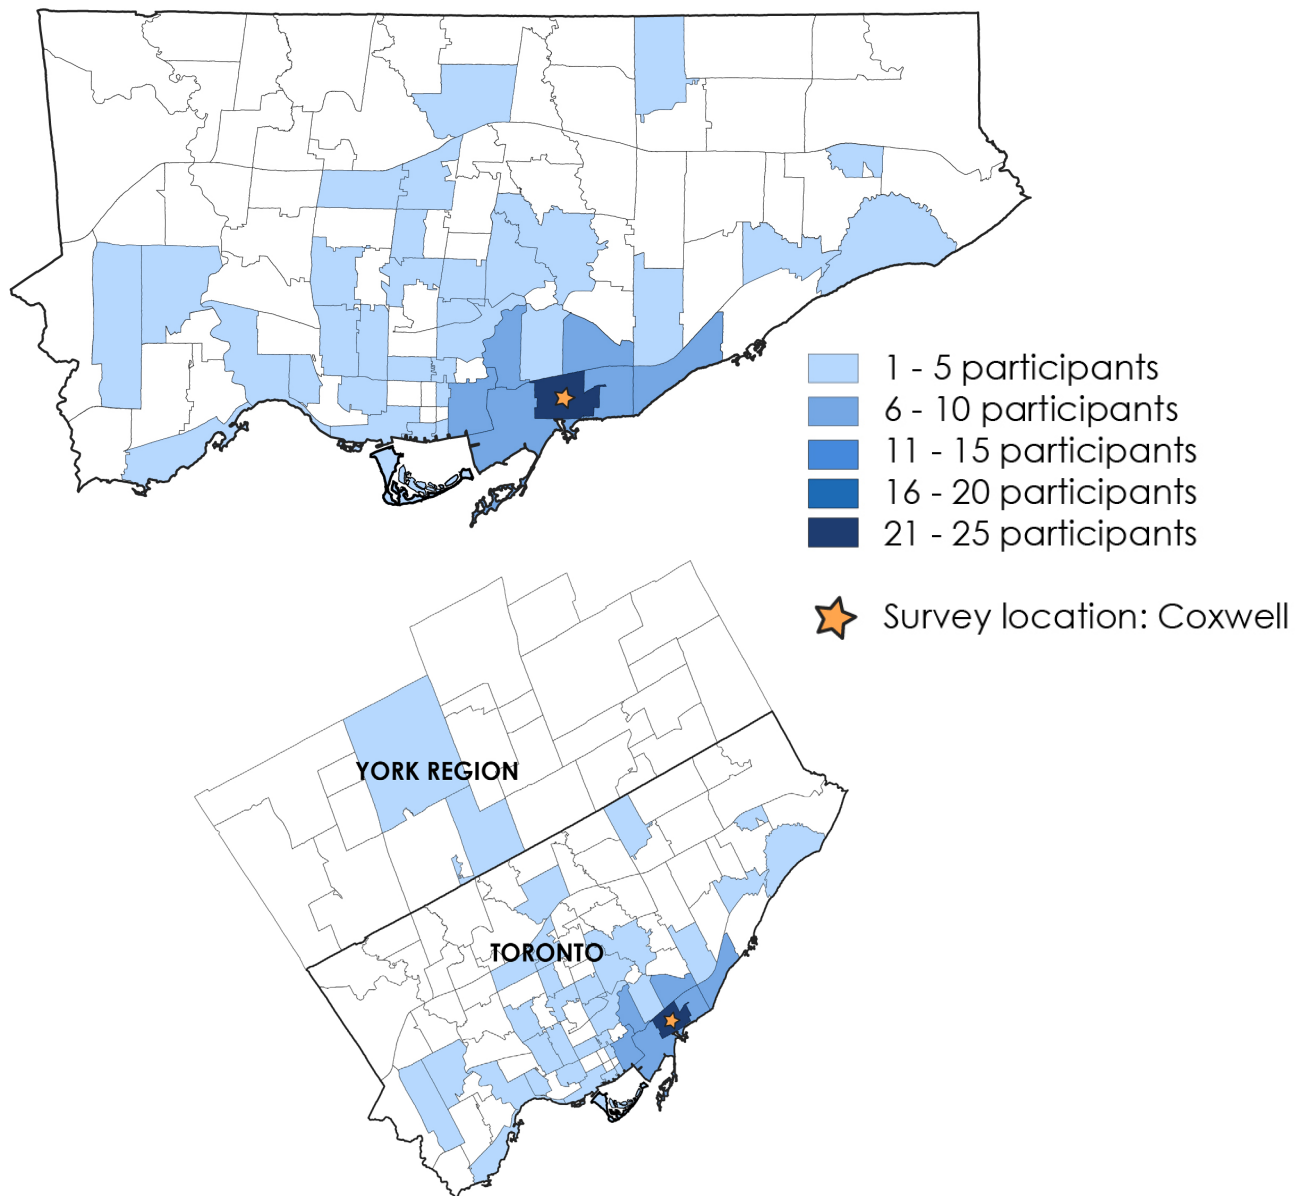 1 - 5 participants
6 - 10 participants
11 - 15 participants
16 - 20 participants
21 - 25 participants
Survey location: Coxwell
YORK REGION
TORONTO